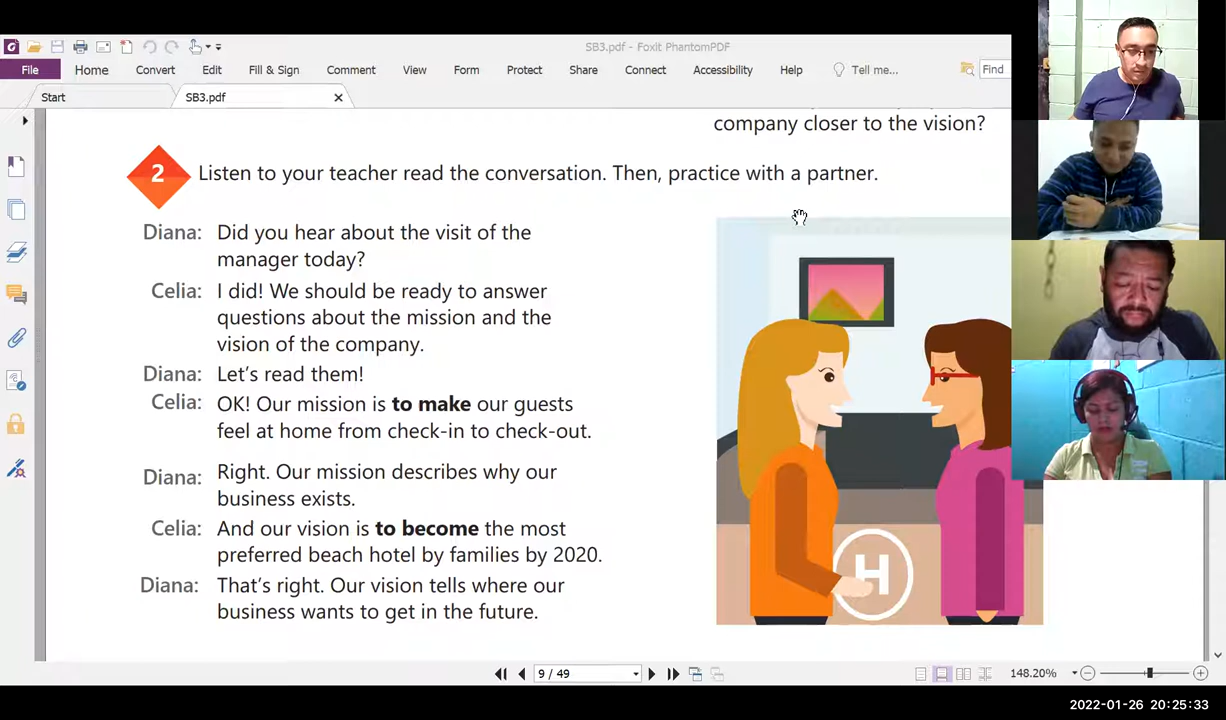 SB3.pdf - Foxit PhantomPDF
File Home Convert Edit Fill & Sign Comment View Form Protect Share Connect Accessibility Help Tell me... Find
Start SB3.pdf
company closer to the vision?
2 Listen to your teacher read the conversation. Then, practice with a partner.
Diana: Did you hear about the visit of the
manager today?
Celia: I did! We should be ready to answer
questions about the mission and the
vision of the company.
Diana: Let's read them!
Celia: OK! Our mission is to make our guests
feel at home from check-in to check-out.
Diana: Right. Our mission describes why our
business exists.
Celia: And our vision is to become the most
preferred beach hotel by families by 2020.
Diana: That's right. Our vision tells where our
business wants to get in the future.
H
9 / 49 148.20%
2022-01-26 20:25:33